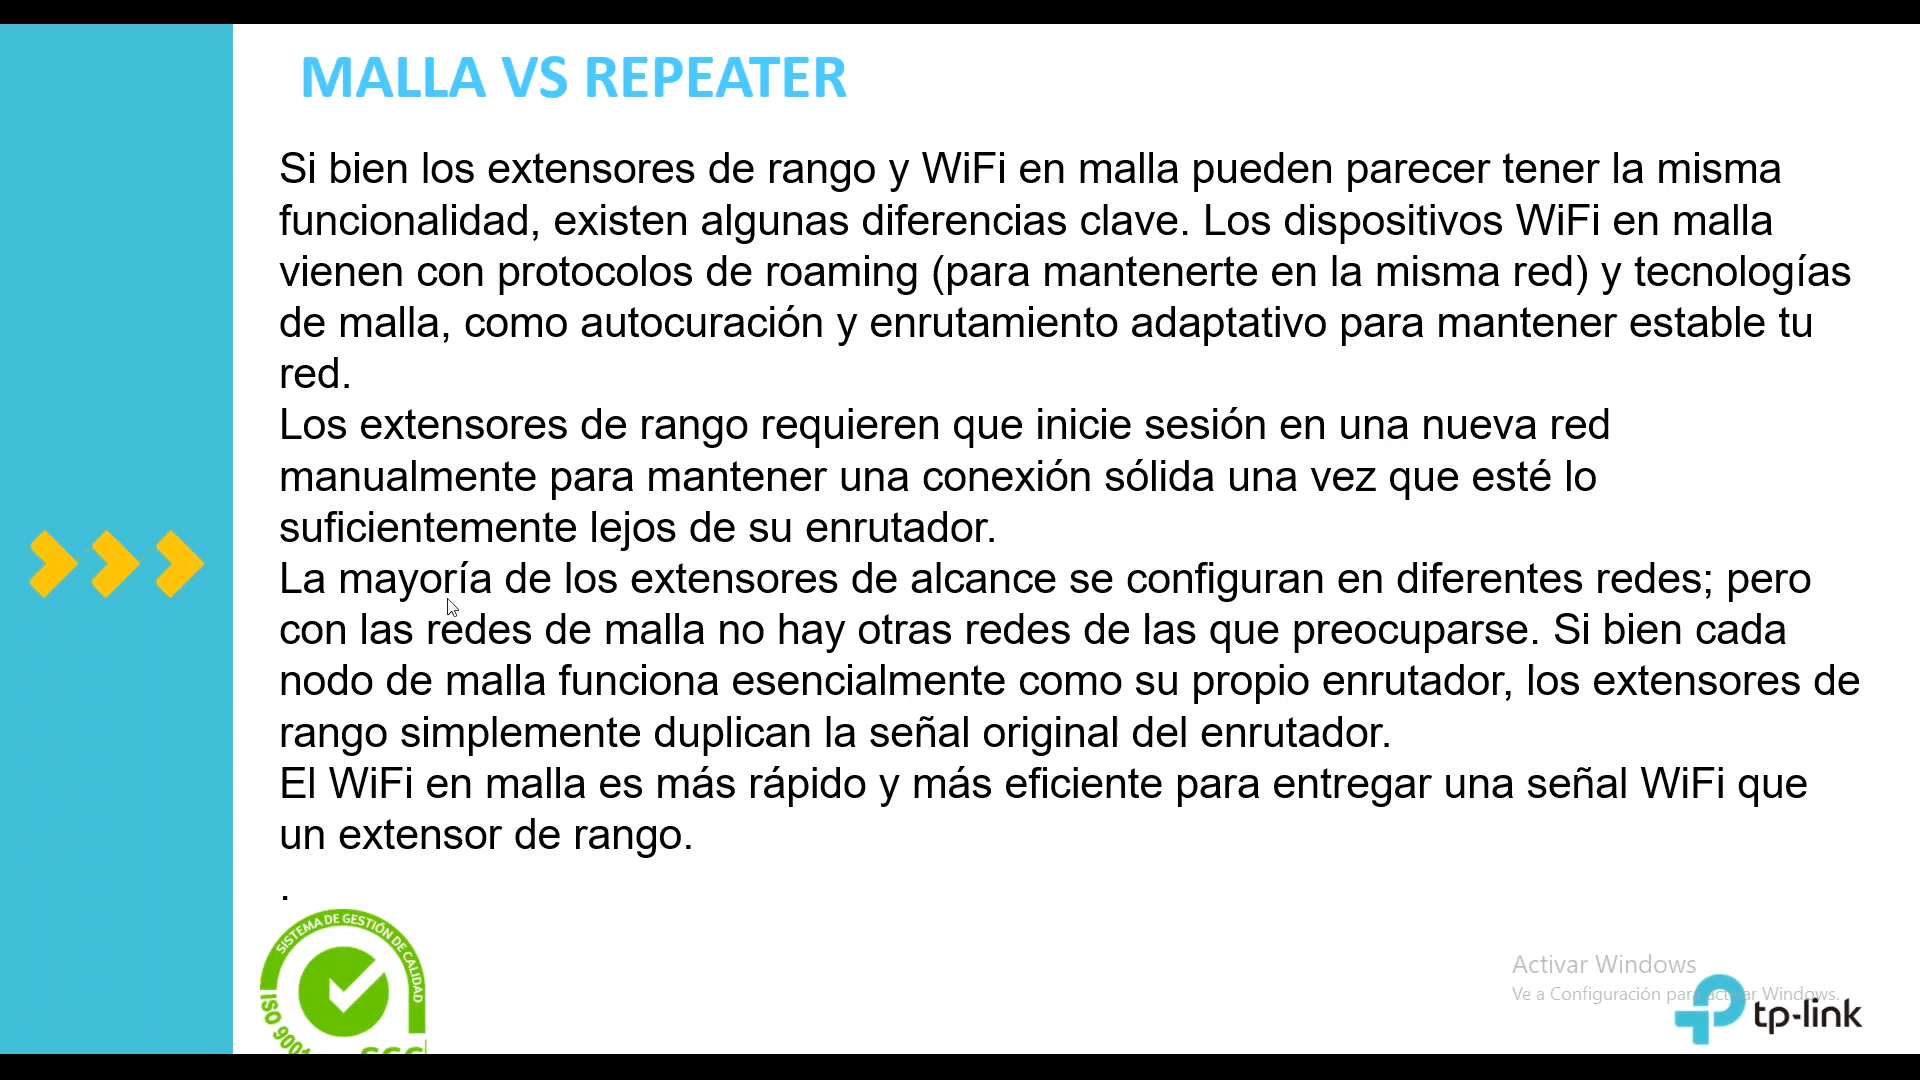 MALLA VS REPEATER
Si bien los extensores de rango y WiFi en malla pueden parecer tener la misma
funcionalidad, existen algunas diferencias clave. Los dispositivos WiFi en malla
vienen con protocolos de roaming (para mantenerte en la misma red) y tecnologías
de malla, como autocuración y enrutamiento adaptativo para mantener estable tu
red.
Los extensores de rango requieren que inicie sesión en una nueva red
manualmente para mantener una conexión sólida una vez que esté lo
suficientemente lejos de su enrutador.
La mayoría de los extensores de alcance se configuran en diferentes redes; pero
con las redes de malla no hay otras redes de las que preocuparse. Si bien cada
nodo de malla funciona esencialmente como su propio enrutador, los extensores de
rango simplemente duplican la señal original del enrutador.
El WiFi en malla es más rápido y más eficiente para entregar una señal WiFi que
un extensor de rango.
.
SISTEMA DE GESTIÓN DE CALIDAD
ISO 9001
Activar Windows
Ve a Configuración para activar Windows.
tp-link